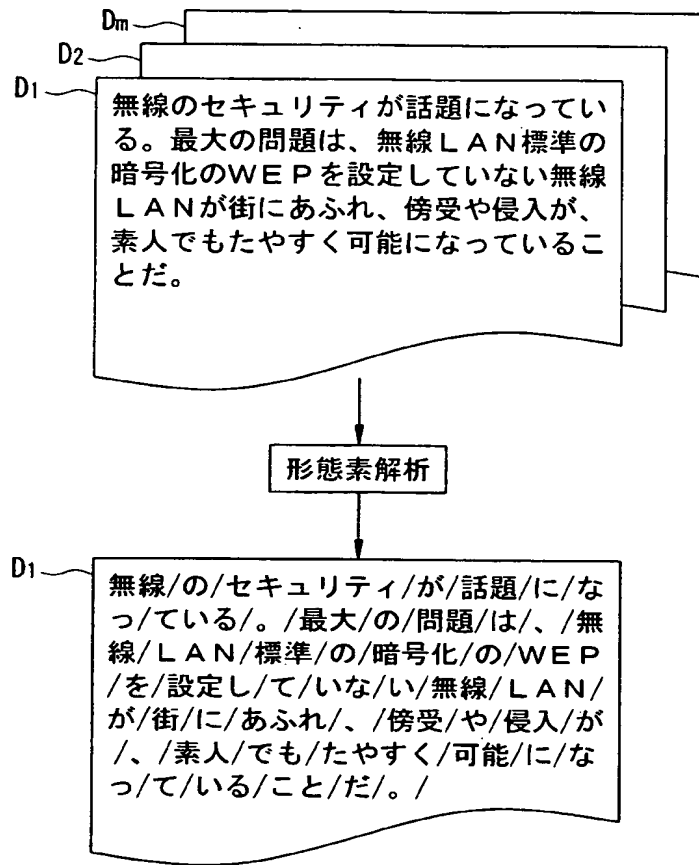 Dm
D2
D1
無線のセキュリティが話題になってい
る。最大の問題は、無線LAN標準の
暗号化のWEPを設定していない無線
LANが街にあふれ、傍受や侵入が、
素人でもたやすく可能になっているこ
とだ。
形態素解析
D1
無線/の/セキュリティ/が/話題/に/な
っ/ている/。/最大/の/問題/は/、/無
線/LAN/標準/の/暗号化/の/WEP
/を/設定し/て/いな/い/無線/LAN/
が/街/に/あふれ/、/傍受/や/侵入/が
/、/素人/でも/たやすく/可能/に/な
っ/て/いる/こと/だ/。/